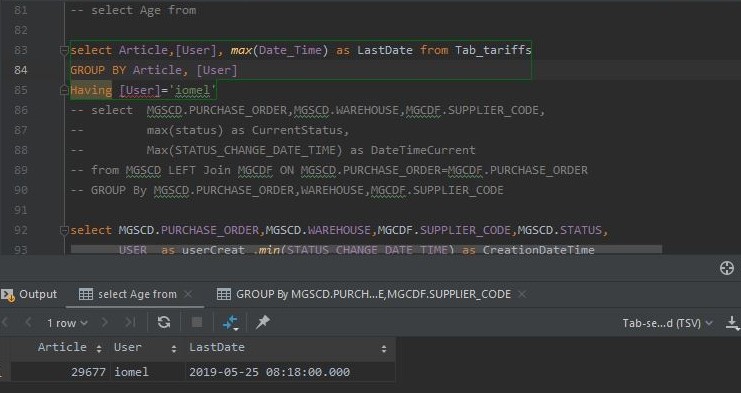 81 -- select Age from
82
83 select Article,[User], max(Date_Time) as LastDate from Tab_tariffs
84 GROUP BY Article, [User]
85 Having [User]='iomel'
86 -- select MGSCD.PURCHASE_ORDER,MGSCD.WAREHOUSE,MGCDF.SUPPLIER_CODE,
87 -- max(status) as CurrentStatus,
88 -- Max(STATUS_CHANGE_DATE_TIME) as DateTimeCurrent
89 -- from MGSCD LEFT Join MGCDF ON MGSCD.PURCHASE_ORDER=MGCDF.PURCHASE_ORDER
90 -- GROUP By MGSCD.PURCHASE_ORDER,WAREHOUSE,MGCDF.SUPPLIER_CODE
91
92 select MGSCD.PURCHASE_ORDER,MGSCD.WAREHOUSE,MGCDF.SUPPLIER_CODE,MGSCD.STATUS,
93 USER as userCreat ,min(STATUS_CHANGE_DATE_TIME) as CreationDateTime
Output select Age from GROUP By MGSCD.PURCH...E,MGCDF.SUPPLIER_CODE
1 row Tab-se...d (TSV)
Article User LastDate
29677 iomel 2019-05-25 08:18:00.000